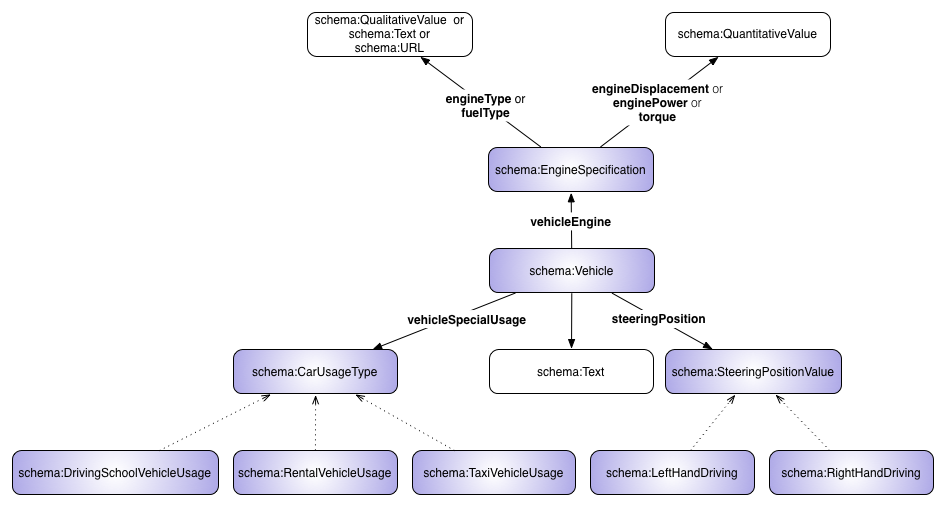 schema:QualitativeValue or
schema:Text or
schema:URL
schema:QuantitativeValue
engineType or
fuelType
engineDisplacement or
enginePower or
torque
schema:EngineSpecification
vehicleEngine
schema:Vehicle
vehicleSpecialUsage
steeringPosition
schema:CarUsageType
schema:Text
schema:SteeringPositionValue
schema:DrivingSchoolVehicleUsage
schema:RentalVehicleUsage
schema:TaxiVehicleUsage
schema:LeftHandDriving
schema:RightHandDriving